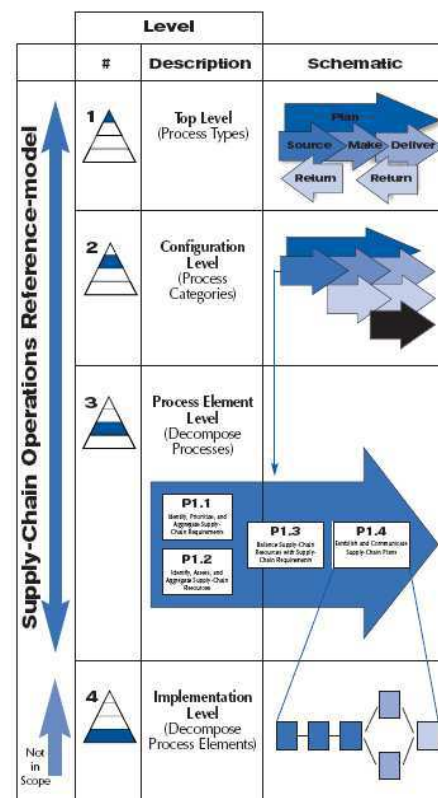 Level
#
Description
Schematic
Supply-Chain Operations Reference-model
1
Top Level
(Process Types)
Plan
Source
Make
Deliver
Return
Return
2
Configuration
Level
(Process
Categories)
3
Process Element
Level
(Decompose
Processes)
P1.1
Identify, Prioritize, and
Aggregate Supply-
Chain Requirements
P1.2
Identify, Assess, and
Aggregate Supply-Chain
Resources
P1.3
Balance Supply-Chain
Resources with Supply-
Chain Requirements
P1.4
Establish and Communicate
Supply-Chain Plans
Not
in
Scope
4
Implementation
Level
(Decompose
Process Elements)